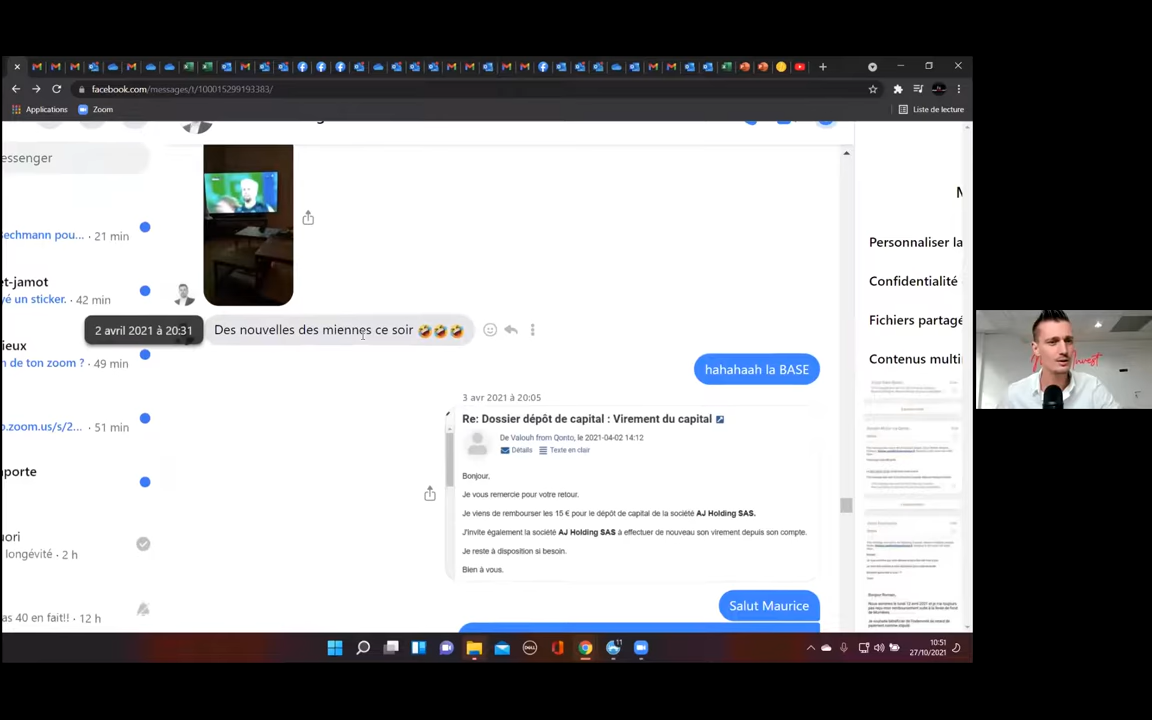 facebook.com/messages/t/100015299193383/
Applications
Zoom
Liste de lecture
essenger
echmann pou... · 21 min
et-jamot
yé un sticker. · 42 min
ieux
n de ton zoom ? · 49 min
o.zoom.us/s/2... · 51 min
aporte
uori
longévité · 2 h
as 40 en fait!! · 12 h
2 avril 2021 à 20:31
Des nouvelles des miennes ce soir 🤣🤣🤣
hahahaah la BASE
3 avr 2021 à 20:05
Re: Dossier dépôt de capital : Virement du capital
De Valouh from Qonto, le 2021-04-02 14:12
Détails
Texte en clair
Bonjour,
Je vous remercie pour votre retour.
Je viens de rembourser les 15 € pour le dépôt de capital de la société AJ Holding SAS.
J'invite également la société AJ Holding SAS à effectuer de nouveau son virement depuis son compte.
Je reste à disposition si besoin.
Bien à vous.
Salut Maurice
Personnaliser la
Confidentialité
Fichiers partagé
Contenus multi
10:51
27/10/2021